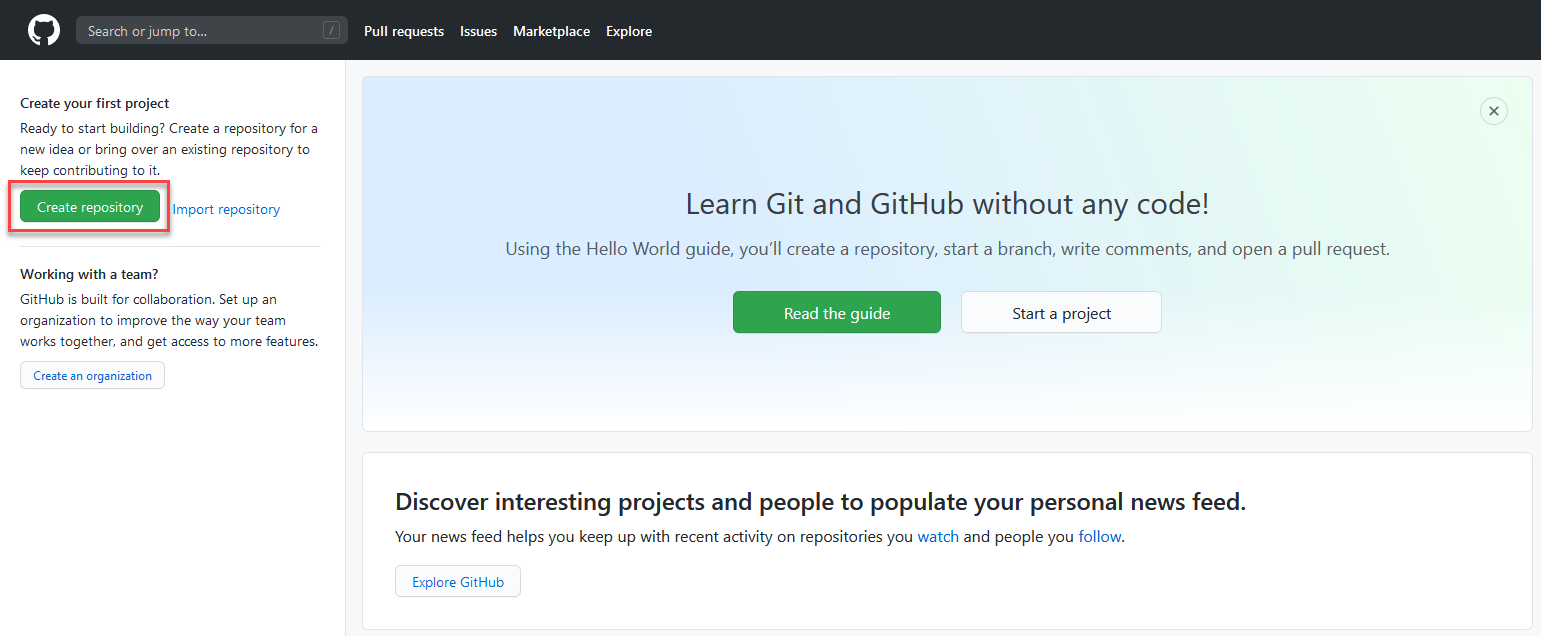 Search or jump to...
/
Pull requests
Issues
Marketplace
Explore
Create your first project
Ready to start building? Create a repository for a
new idea or bring over an existing repository to
keep contributing to it.
Create repository
Import repository
Working with a team?
GitHub is built for collaboration. Set up an
organization to improve the way your team
works together, and get access to more features.
Create an organization
Learn Git and GitHub without any code!
Using the Hello World guide, you’ll create a repository, start a branch, write comments, and open a pull request.
Read the guide
Start a project
Discover interesting projects and people to populate your personal news feed.
Your news feed helps you keep up with recent activity on repositories you watch and people you follow.
Explore GitHub